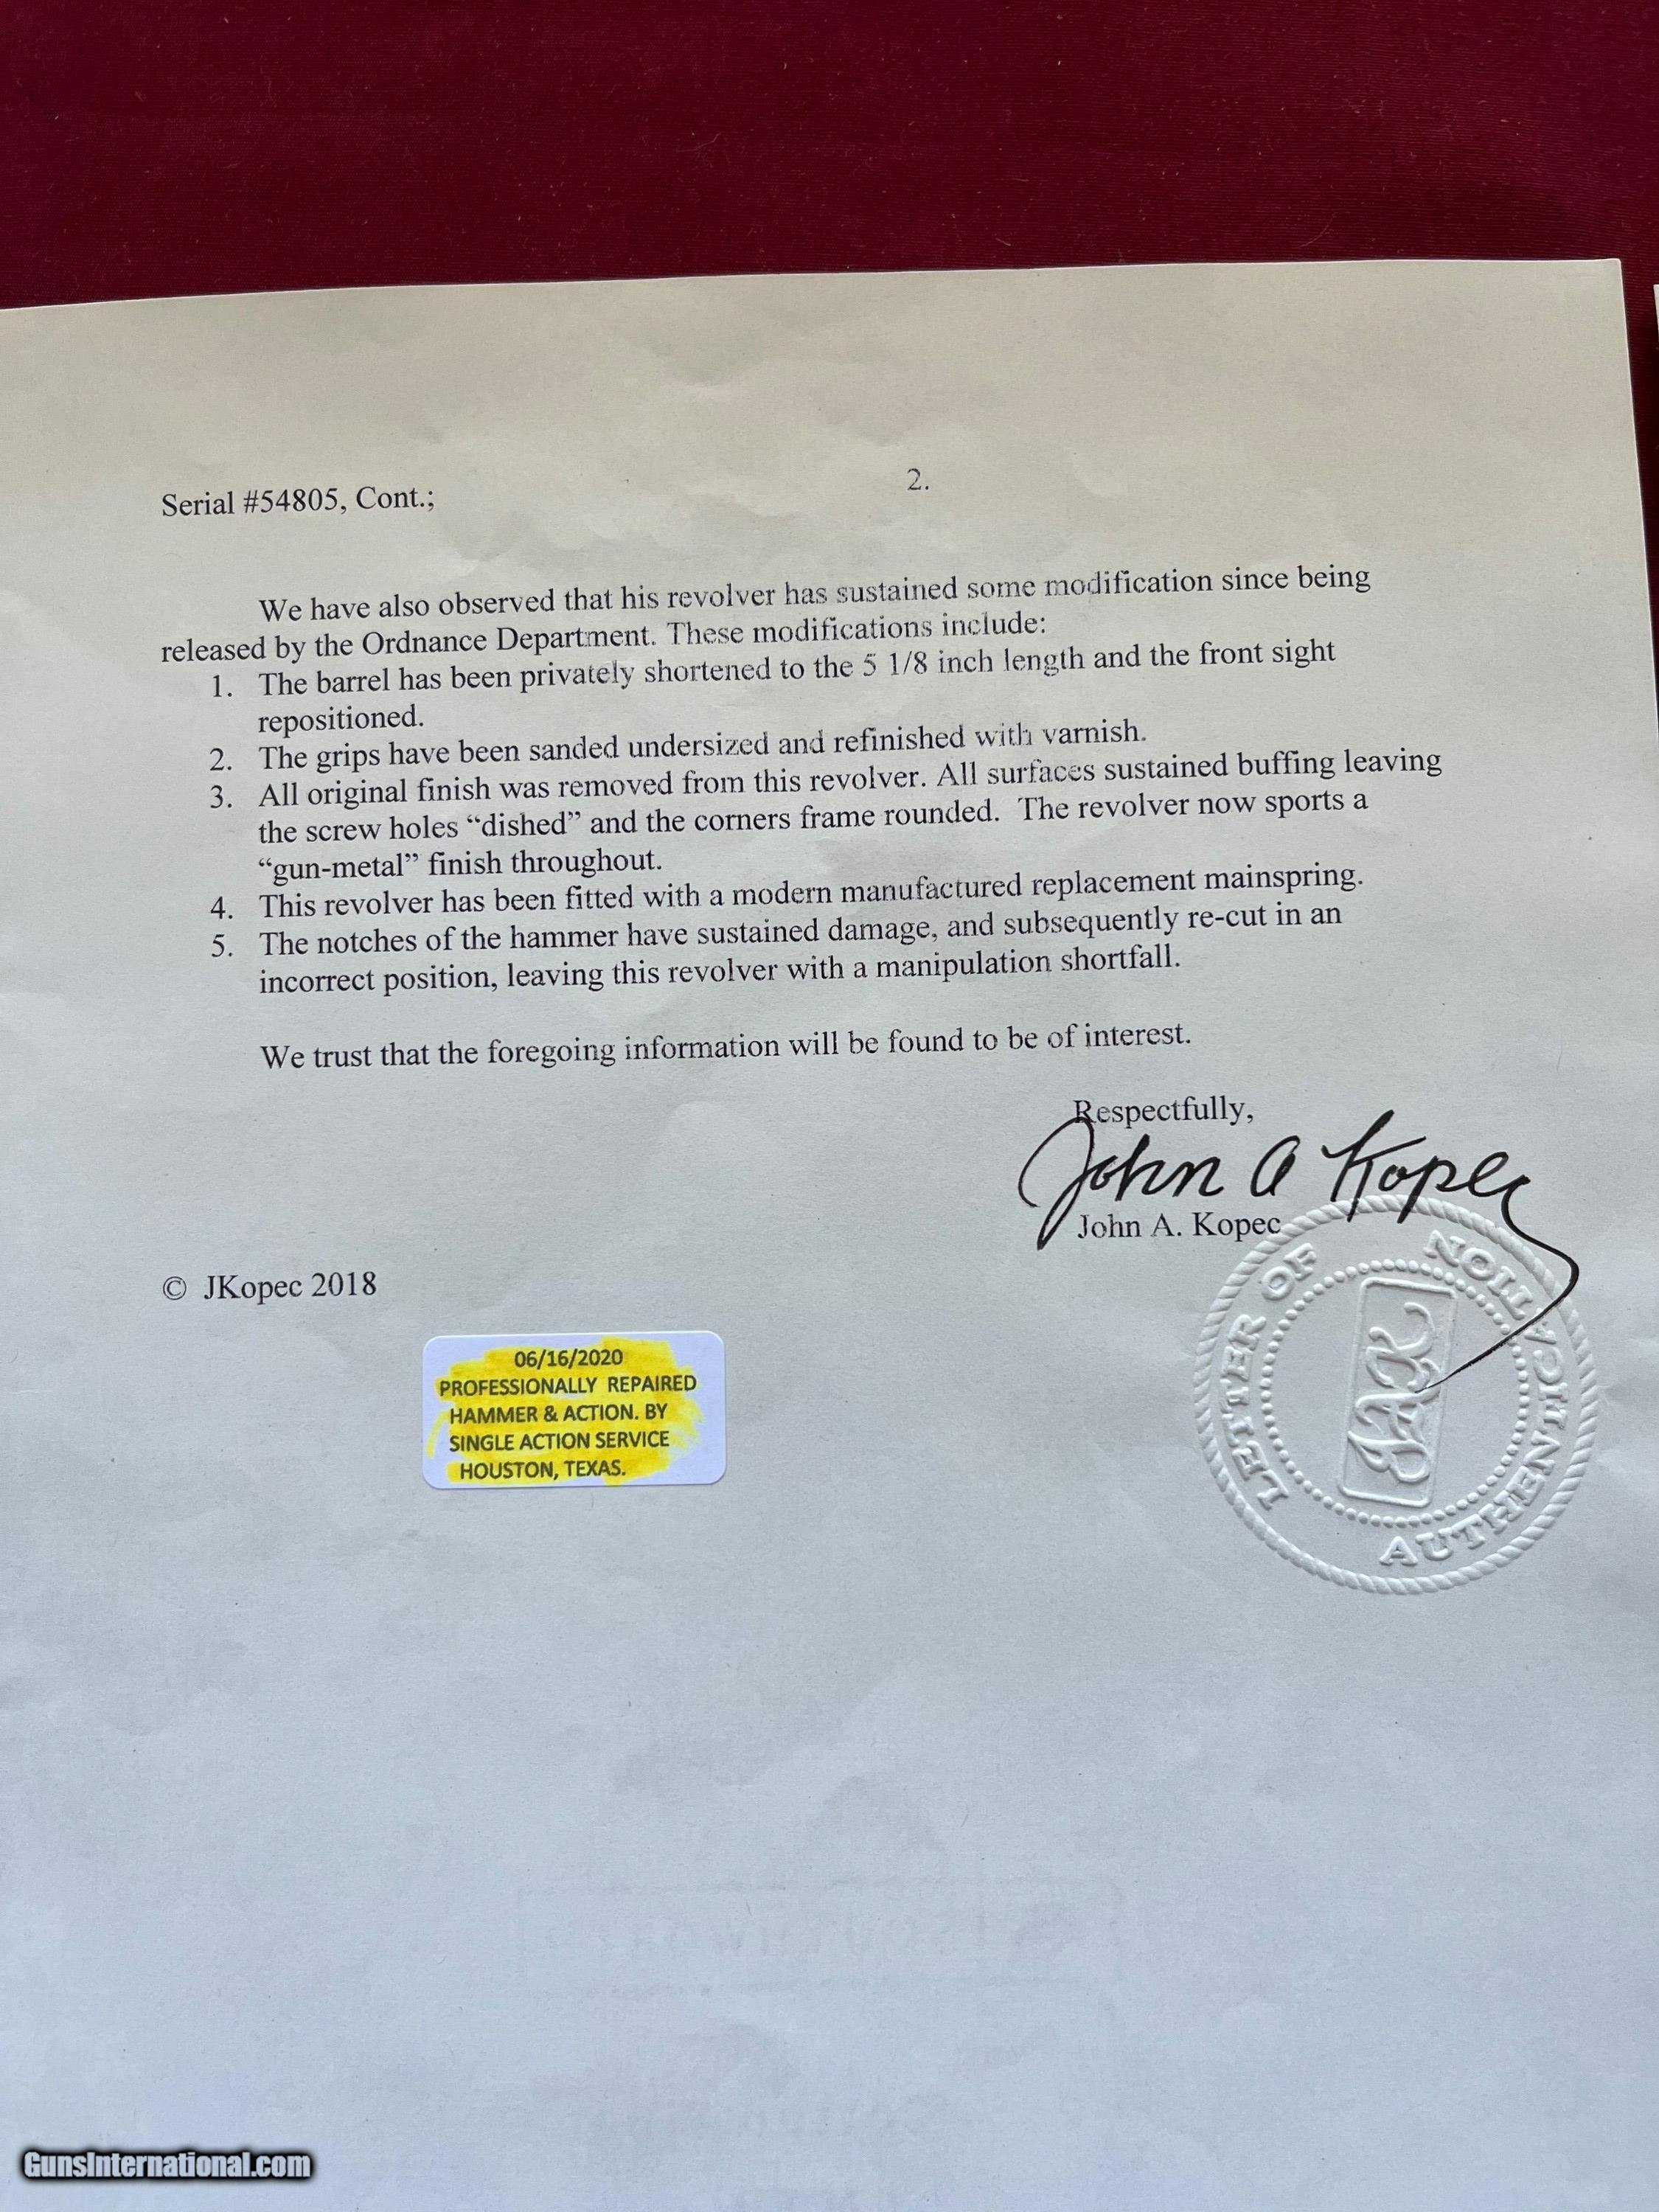 2.
Serial #54805, Cont.;
We have also observed that his revolver has sustained some modification since being
released by the Ordnance Department. These modifications include:
1. The barrel has been privately shortened to the 5 1/8 inch length and the front sight
repositioned.
2. The grips have been sanded undersized and refinished with varnish.
3. All original finish was removed from this revolver. All surfaces sustained buffing leaving
the screw holes “dished” and the corners frame rounded. The revolver now sports a
“gun-metal” finish throughout.
4. This revolver has been fitted with a modern manufactured replacement mainspring.
5. The notches of the hammer have sustained damage, and subsequently re-cut in an
incorrect position, leaving this revolver with a manipulation shortfall.
We trust that the foregoing information will be found to be of interest.
Respectfully,
John A Kopec
John A. Kopec
© JKopec 2018
06/16/2020
PROFESSIONALLY REPAIRED
HAMMER & ACTION. BY
SINGLE ACTION SERVICE
HOUSTON, TEXAS.
LETTER OF AUTHENTICATION
JAK
GunsInternational.com